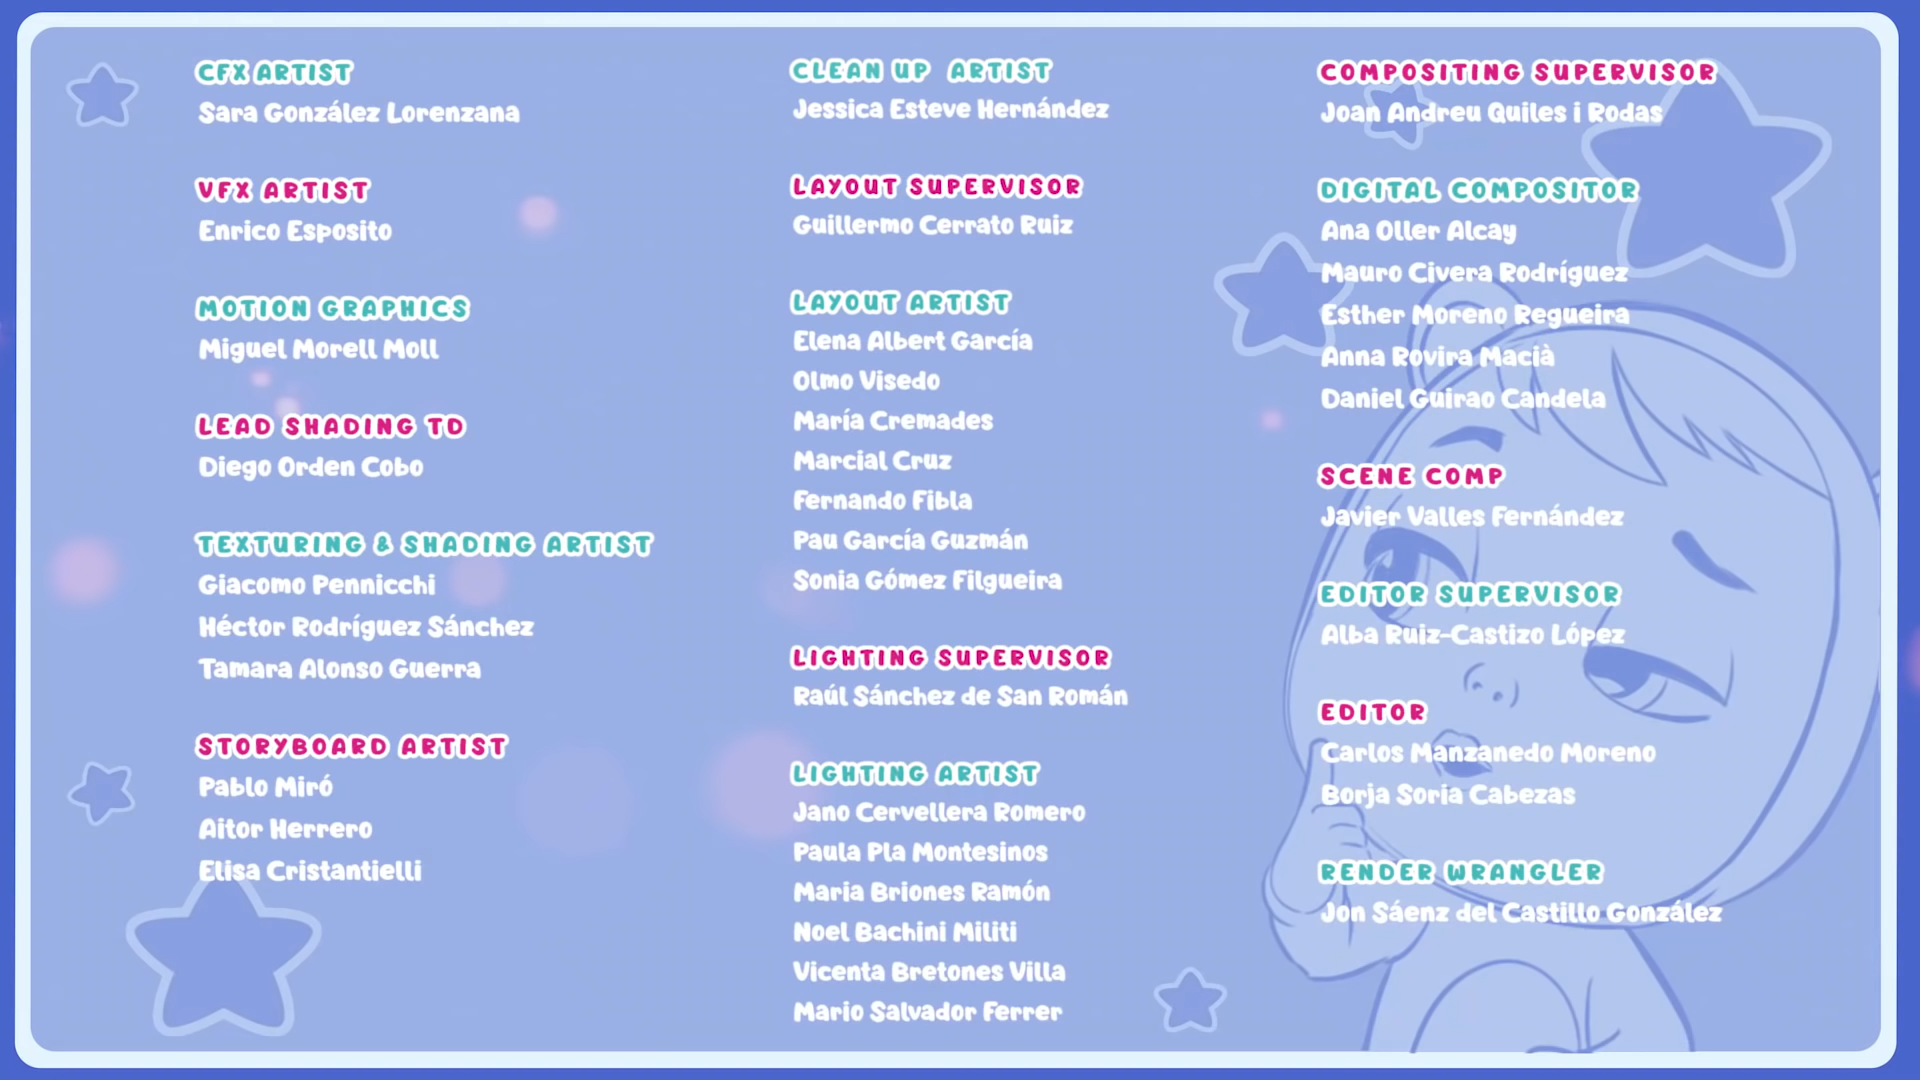 CFX ARTIST
Sara González Lorenzana
VFX ARTIST
Enrico Esposito
MOTION GRAPHICS
Miguel Morell Moll
LEAD SHADING TD
Diego Orden Cobo
TEXTURING & SHADING ARTIST
Giacomo Pennicchi
Héctor Rodríguez Sánchez
Tamara Alonso Guerra
STORYBOARD ARTIST
Pablo Miró
Aitor Herrero
Elisa Cristantielli
CLEAN UP ARTIST
Jessica Esteve Hernández
LAYOUT SUPERVISOR
Guillermo Cerrato Ruiz
LAYOUT ARTIST
Elena Albert García
Olmo Visedo
María Cremades
Marcial Cruz
Fernando Fibla
Pau García Guzmán
Sonia Gómez Filgueira
LIGHTING SUPERVISOR
Raúl Sánchez de San Román
LIGHTING ARTIST
Jano Cervellera Romero
Paula Pla Montesinos
Maria Briones Ramón
Noel Bachini Militi
Vicenta Bretones Villa
Mario Salvador Ferrer
COMPOSITING SUPERVISOR
Joan Andreu Quiles i Rodas
DIGITAL COMPOSITOR
Ana Oller Alcay
Mauro Civera Rodríguez
Esther Moreno Regueira
Anna Rovira Macià
Daniel Guirao Candela
SCENE COMP
Javier Valles Fernández
EDITOR SUPERVISOR
Alba Ruiz-Castizo López
EDITOR
Carlos Manzanedo Moreno
Borja Soria Cabezas
RENDER WRANGLER
Jon Sáenz del Castillo González